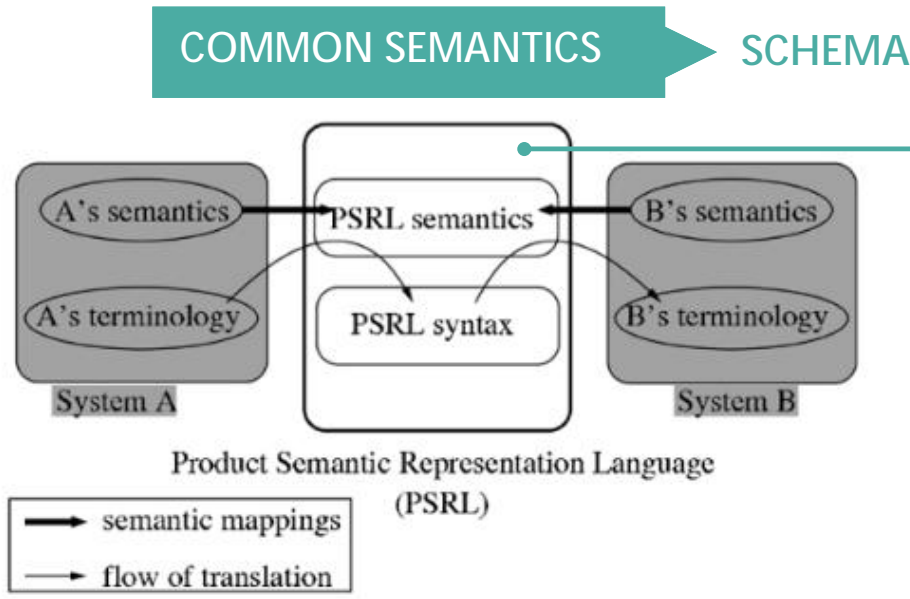 COMMON SEMANTICS
SCHEMA
A's semantics
PSRL semantics
B's semantics
A's terminology
PSRL syntax
B's terminology
System A
System B
Product Semantic Representation Language
(PSRL)
semantic mappings
flow of translation